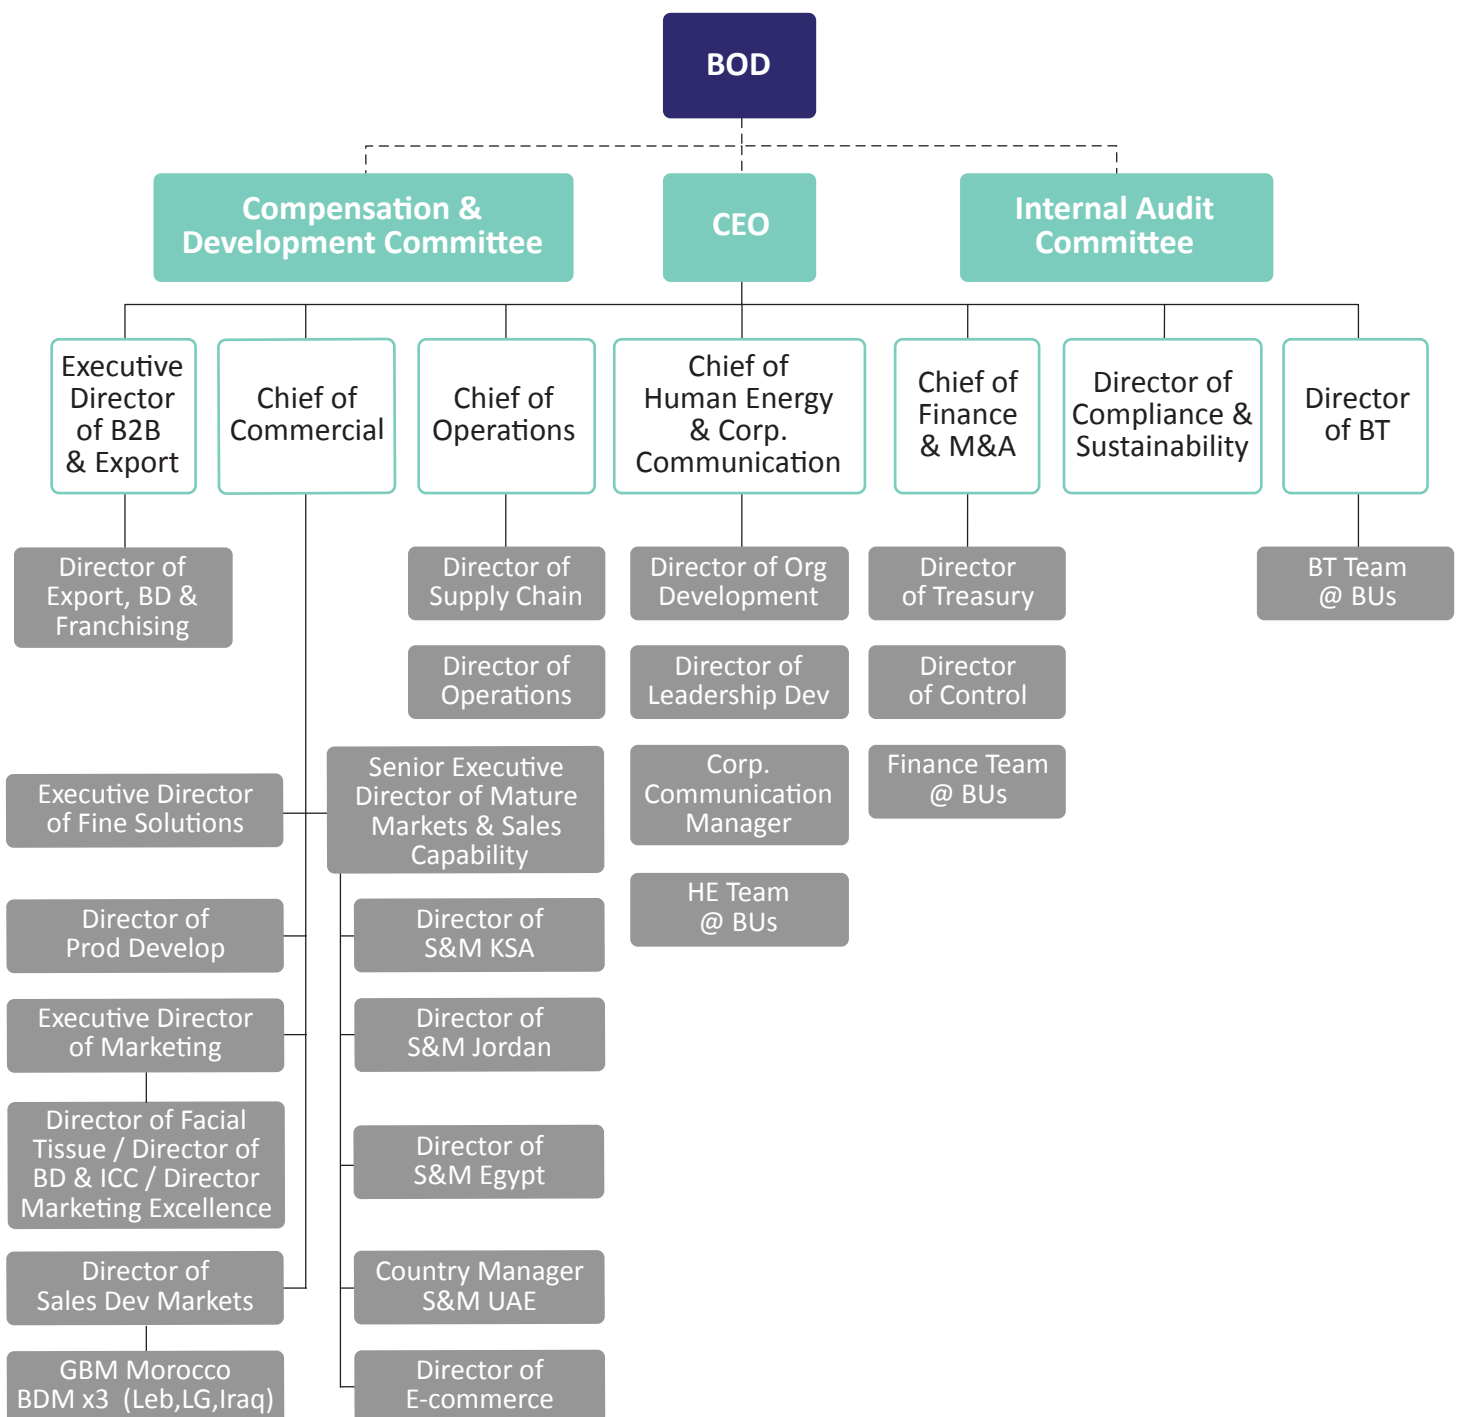 BOD
Compensation &
Development Committee
CEO
Internal Audit
Committee
Executive
Director
of B2B
& Export
Chief of
Commercial
Chief of
Operations
Chief of
Human Energy
& Corp.
Communication
Chief of
Finance
& M&A
Director of
Compliance &
Sustainability
Director
of BT
Director of
Export, BD &
Franchising
Director of
Supply Chain
Director of Org
Development
Director
of Treasury
BT Team
@ BUs
Director of
Operations
Director of
Leadership Dev
Director
of Control
Executive Director
of Fine Solutions
Senior Executive
Director of Mature
Markets & Sales
Capability
Corp.
Communication
Manager
Finance Team
@ BUs
HE Team
@ BUs
Director of
Prod Develop
Director of
S&M KSA
Executive Director
of Marketing
Director of
S&M Jordan
Director of Facial
Tissue / Director of
BD & ICC / Director
Marketing Excellence
Director of
S&M Egypt
Director of
Sales Dev Markets
Country Manager
S&M UAE
GBM Morocco
BDM x3 (Leb,LG,Iraq)
Director of
E-commerce